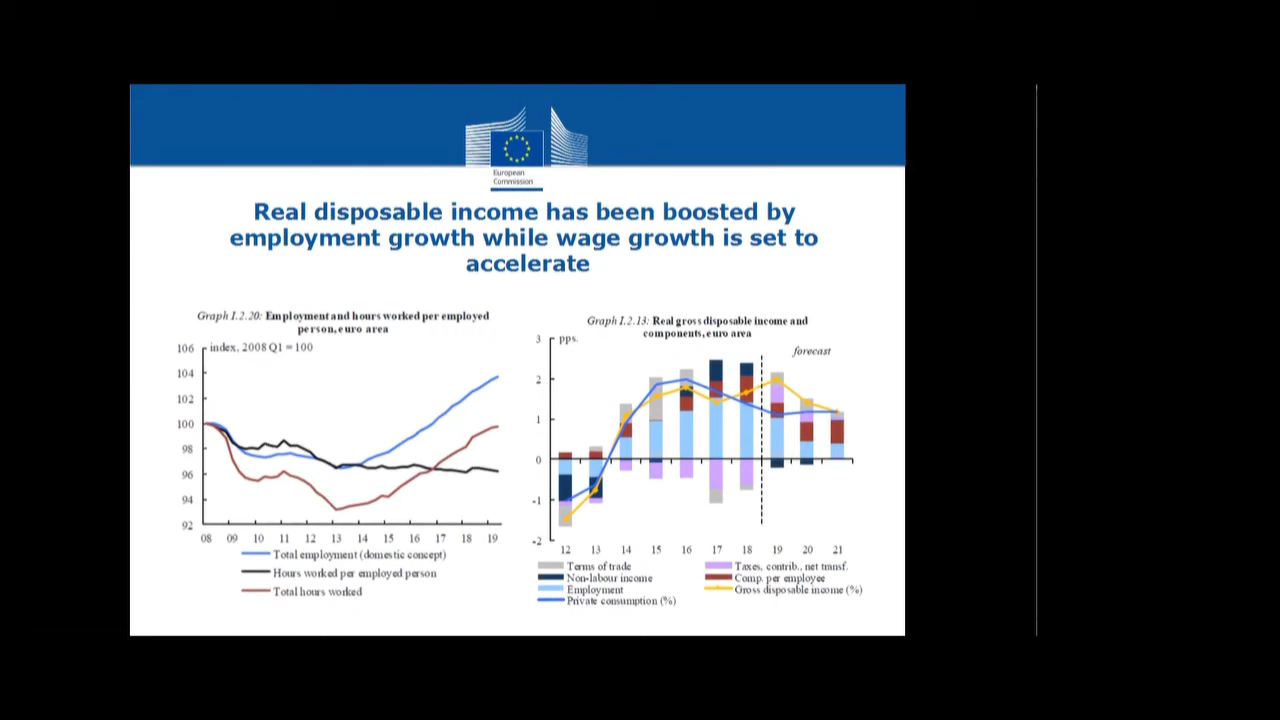 European
Commission
Real disposable income has been boosted by
employment growth while wage growth is set to
accelerate
Graph I.2.20: Employment and hours worked per employed
person, euro area
106
index, 2008 Q1 = 100
104
102
100
98
96
94
92
08 09 10 11 12 13 14 15 16 17 18 19
Total employment (domestic concept)
Hours worked per employed person
Total hours worked
Graph I.2.13: Real gross disposable income and
components, euro area
3
pps.
forecast
2
1
0
-1
-2
12 13 14 15 16 17 18 19 20 21
Terms of trade
Taxes, contrib., net transf.
Non-labour income
Comp. per employee
Employment
Gross disposable income (%)
Private consumption (%)